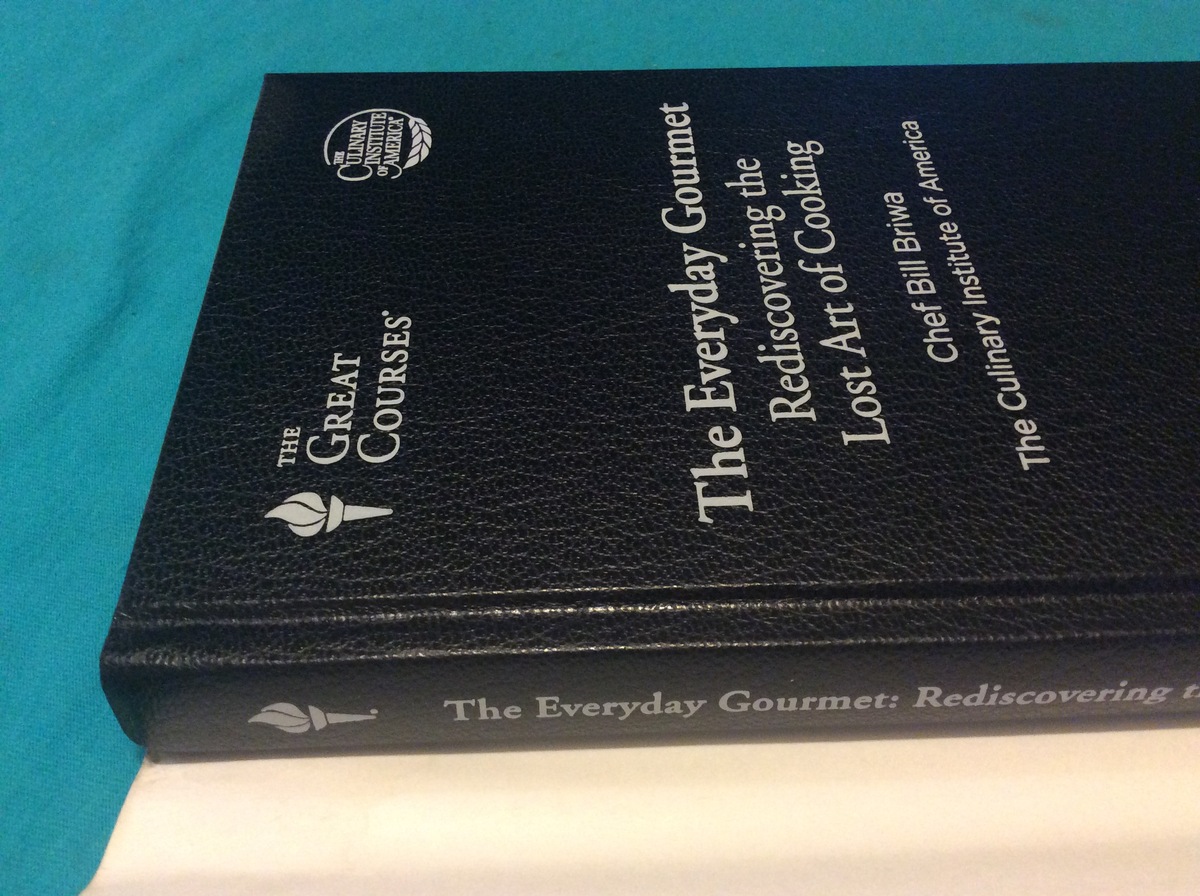 THE
GREAT
COURSES®
THE
CULINARY
INSTITUTE
OF AMERICA®
The Everyday Gourmet
Rediscovering the
Lost Art of Cooking
Chef Bill Briwa
The Culinary Institute of America
The Everyday Gourmet: Rediscovering